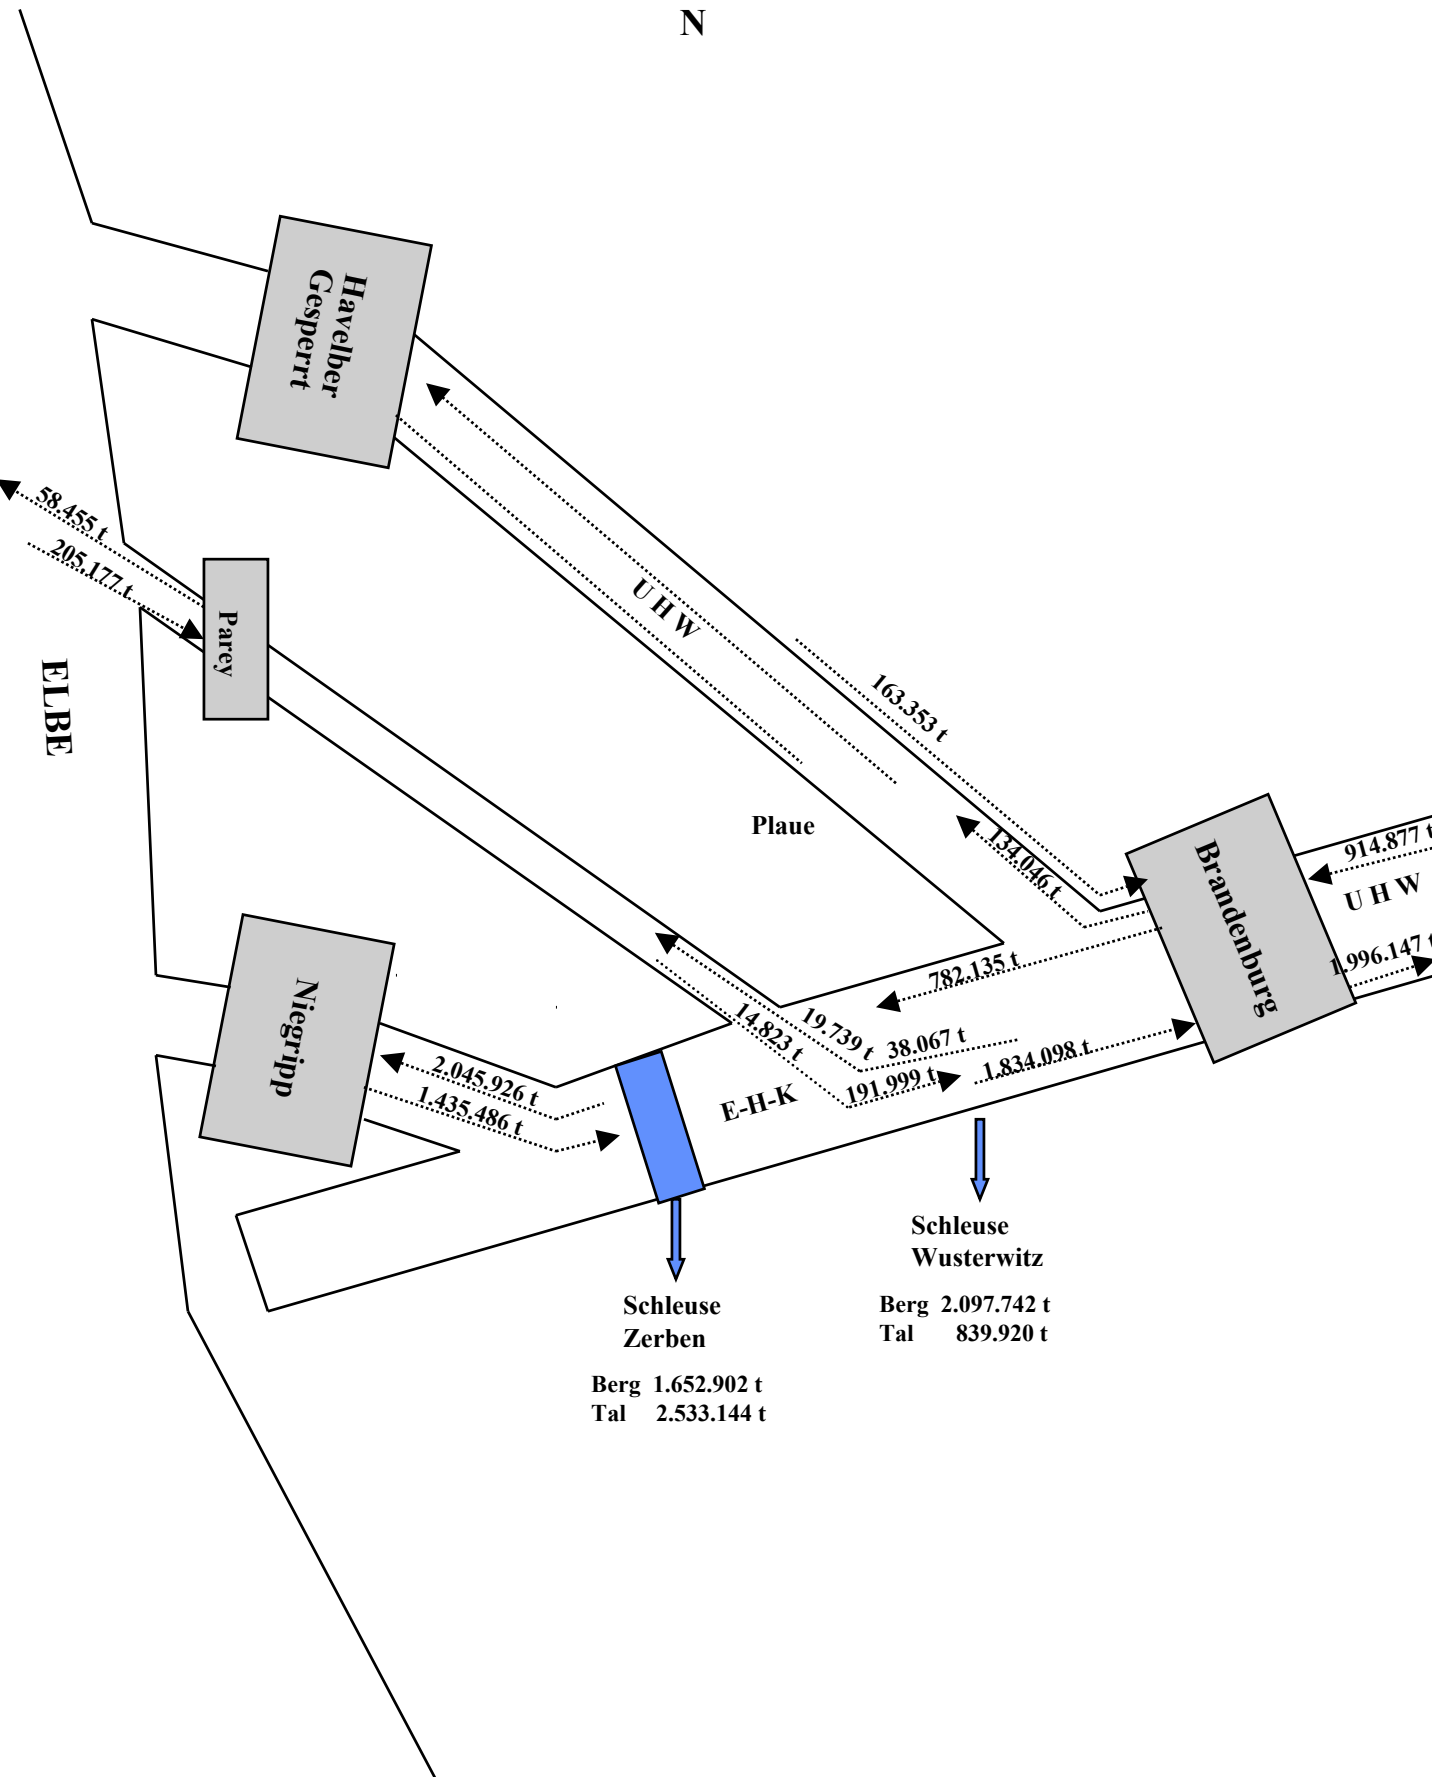 N
Havelber
Gesperrt
58.455 t
205.177 t
Parey
ELBE
U H W
163.353 t
Plaue
134.046 t
Brandenburg
914.877 t
U H W
1.996.147 t
782.135 t
Niegripp
2.045.926 t
1.435.486 t
14.823 t
19.739 t
38.067 t
191.999 t
1.834.098 t
E-H-K
Schleuse
Wusterwitz
Berg 2.097.742 t
Tal 839.920 t
Schleuse
Zerben
Berg 1.652.902 t
Tal 2.533.144 t